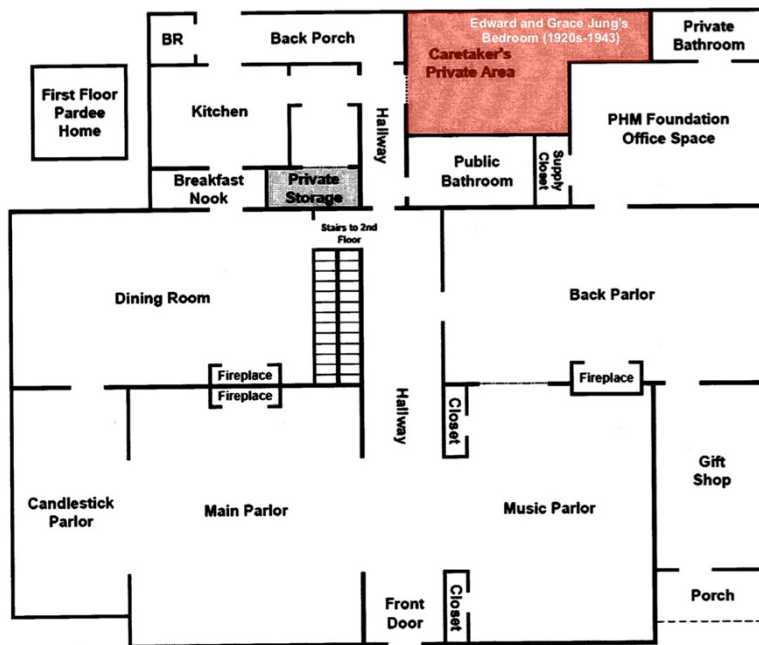 Edward and Grace Jung's
Bedroom (1920s-1943)
Private
Bathroom
BR
Back Porch
Caretaker's
Private Area
First Floor
Pardee
Home
Kitchen
Hallway
PHM Foundation
Office Space
Public
Bathroom
Supply
Closet
Breakfast
Nook
Private
Storage
Stairs to 2nd
Floor
Dining Room
Back Parlor
Fireplace
Fireplace
Fireplace
Hallway
Closet
Gift
Shop
Candlestick
Parlor
Main Parlor
Music Parlor
Front
Door
Closet
Porch